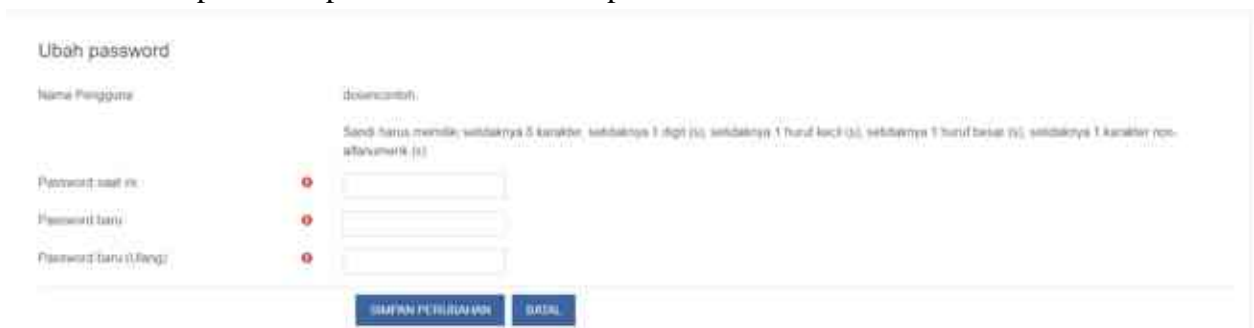 Ubah password
Nama Pengguna dosencontoh
Sandi harus memiliki setidaknya 8 karakter, setidaknya 1 digit (s), setidaknya 1 huruf kecil (s), setidaknya 1 huruf besar (s), setidaknya 1 karakter non-
alfanumerik (s)
Password saat ini
Password baru
Password baru (Ulang)
SIMPAN PERUBAHAN BATAL